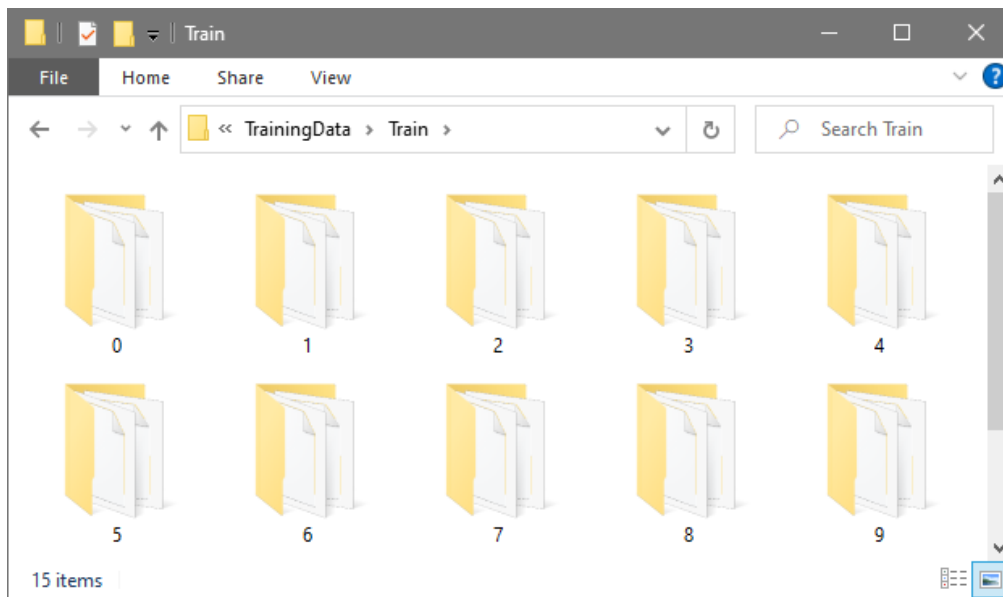 Train
File Home Share View ?
« TrainingData > Train > Search Train
0 1 2 3 4
5 6 7 8 9
15 items